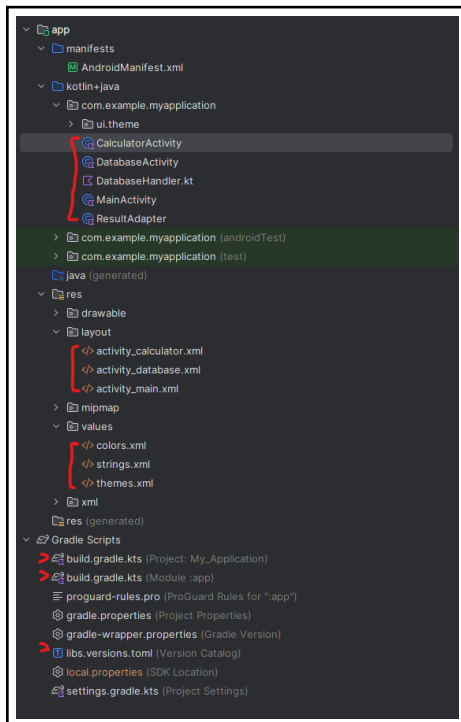 app
manifests
AndroidManifest.xml
kotlin+java
com.example.myapplication
ui.theme
CalculatorActivity
DatabaseActivity
DatabaseHandler.kt
MainActivity
ResultAdapter
com.example.myapplication (androidTest)
com.example.myapplication (test)
java (generated)
res
drawable
layout
activity_calculator.xml
activity_database.xml
activity_main.xml
mipmap
values
colors.xml
strings.xml
themes.xml
xml
res (generated)
Gradle Scripts
build.gradle.kts (Project: My_Application)
build.gradle.kts (Module :app)
proguard-rules.pro (ProGuard Rules for ":app")
gradle.properties (Project Properties)
gradle-wrapper.properties (Gradle Version)
libs.versions.toml (Version Catalog)
local.properties (SDK Location)
settings.gradle.kts (Project Settings)